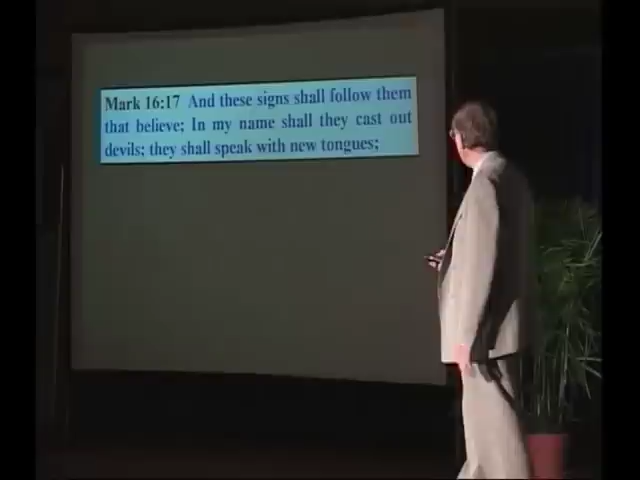 Mark 16:17 And these signs shall follow them
that believe; In my name shall they cast out
devils; they shall speak with new tongues;